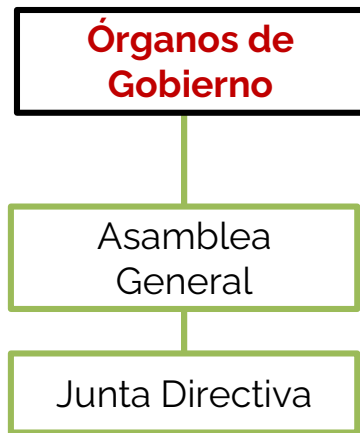 Órganos de
Gobierno
Asamblea
General
Junta Directiva